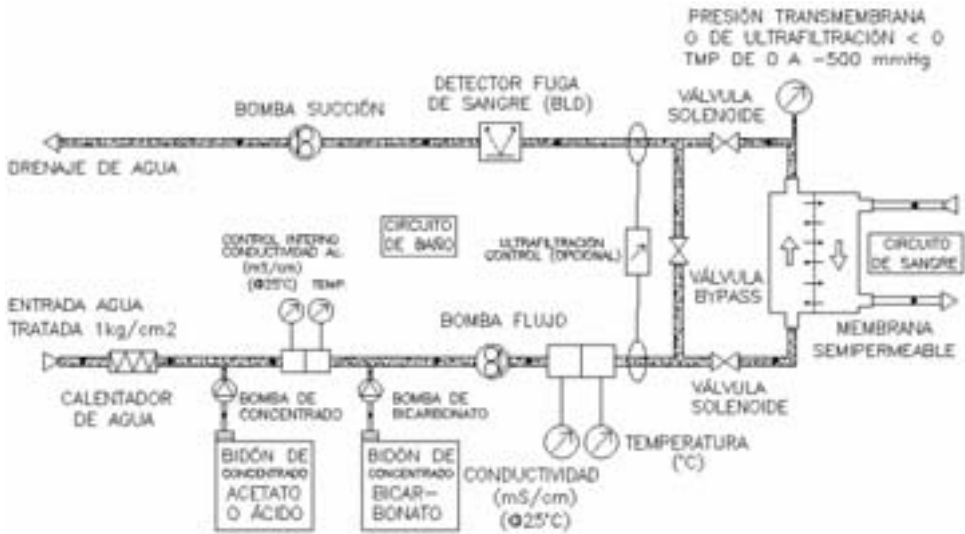 PRESIÓN TRANSMEMBRANA
O DE ULTRAFILTRACIÓN < 0
TMP DE 0 A -500 mmHg
DETECTOR FUGA
DE SANGRE (BLD)
BOMBA SUCCIÓN
VÁLVULA
SOLENOIDE
DRENAJE DE AGUA
CIRCUITO
DE BAÑO
CONTROL INTERNO
CONDUCTIVIDAD AC.
(mS/cm)
(@25°C) TEMP.
ULTRAFILTRACIÓN
CONTROL (OPCIONAL)
CIRCUITO
DE SANGRE
VÁLVULA
BYPASS
ENTRADA AGUA
TRATADA 1kg/cm2
BOMBA FLUJO
MEMBRANA
SEMIPERMEABLE
CALENTADOR
DE AGUA
BOMBA DE
CONCENTRADO
BOMBA DE
BICARBONATO
VÁLVULA
SOLENOIDE
BIDÓN DE
CONCENTRADO
ACETATO
O ÁCIDO
BIDÓN DE
CONCENTRADO
BICAR-
BONATO
CONDUCTIVIDAD
(mS/cm)
(@25°C)
TEMPERATURA
(°C)